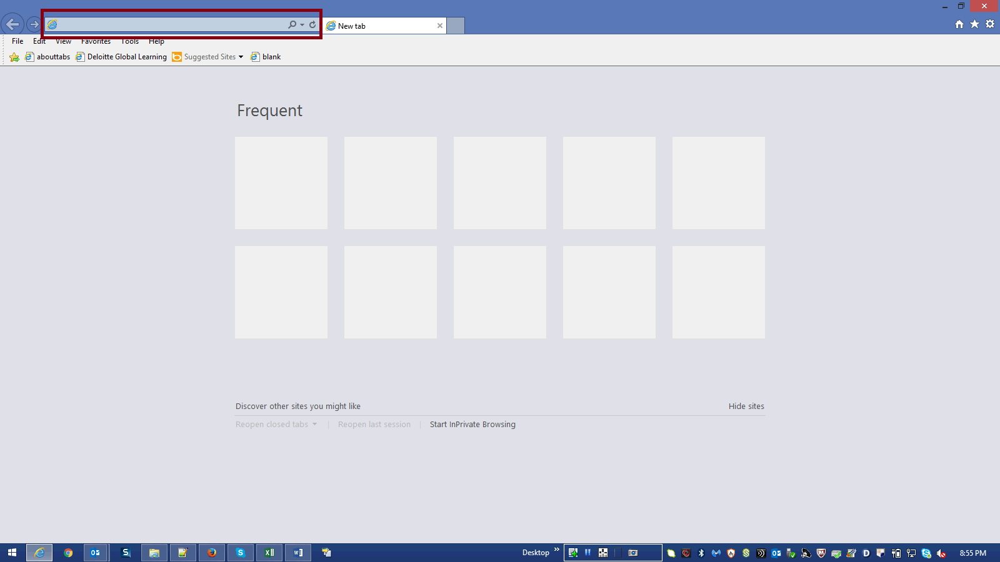 New tab
File Edit View Favorites Tools Help
abouttabs Deloitte Global Learning Suggested Sites blank
Frequent
Discover other sites you might like Hide sites
Reopen closed tabs | Reopen last session | Start InPrivate Browsing
Desktop 8:55 PM